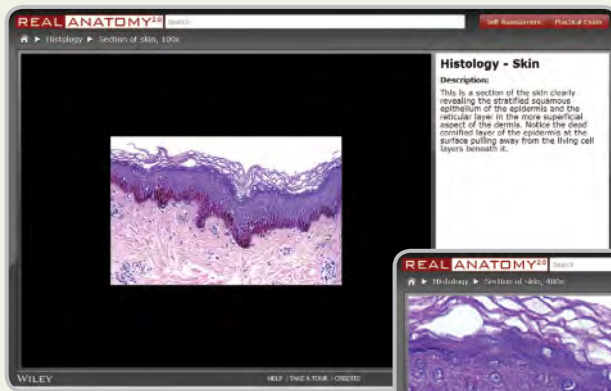 REAL ANATOMY 2.0 Search
Self Assessment Practical Exam
Histology ▶ Section of skin, 100x
Histology - Skin
Description:
This is a section of the skin clearly
revealing the stratified squamous
epithelium of the epidermis and the
reticular layer in the more superficial
aspect of the dermis. Notice the dead
cornified layer of the epidermis at the
surface pulling away from the living cell
layers beneath it.
REAL ANATOMY 2.0 Search
Histology ▶ Section of skin, 400x
WILEY
HELP | TAKE A TOUR | CREDITS